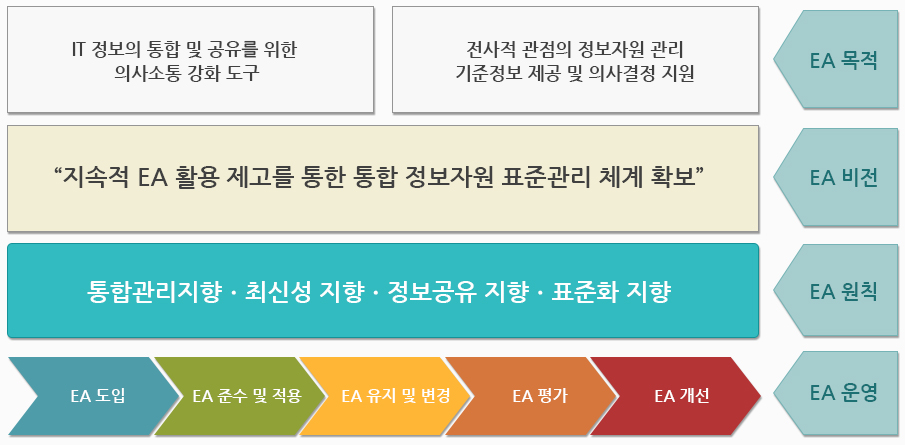 IT 정보의 통합 및 공유를 위한
의사소통 강화 도구
전사적 관점의 정보자원 관리
기준정보 제공 및 의사결정 지원
EA 목적
“지속적 EA 활용 제고를 통한 통합 정보자원 표준관리 체계 확보”
EA 비전
통합관리지향 · 최신성 지향 · 정보공유 지향 · 표준화 지향
EA 원칙
EA 도입
EA 준수 및 적용
EA 유지 및 변경
EA 평가
EA 개선
EA 운영